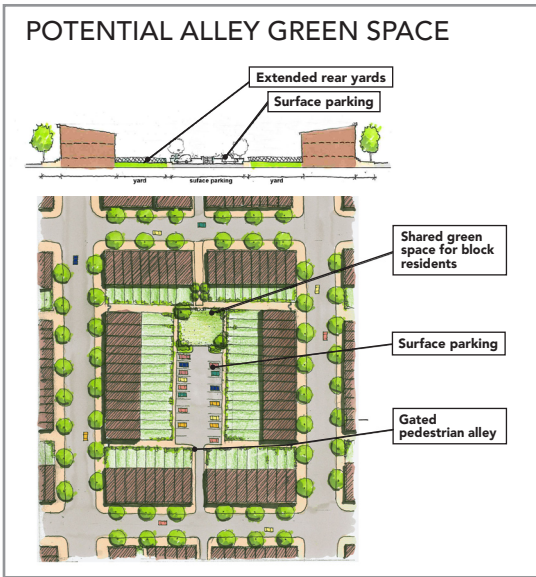 POTENTIAL ALLEY GREEN SPACE
Extended rear yards
Surface parking
yard
suface parking
yard
Shared green
space for block
residents
Surface parking
Gated
pedestrian alley